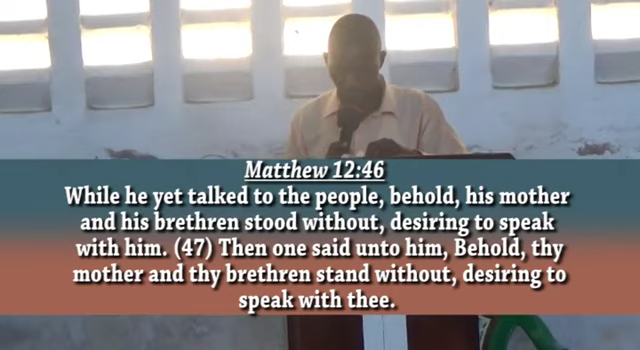 Matthew 12:46
While he yet talked to the people, behold, his mother
and his brethren stood without, desiring to speak
with him. (47) Then one said unto him, Behold, thy
mother and thy brethren stand without, desiring to
speak with thee.